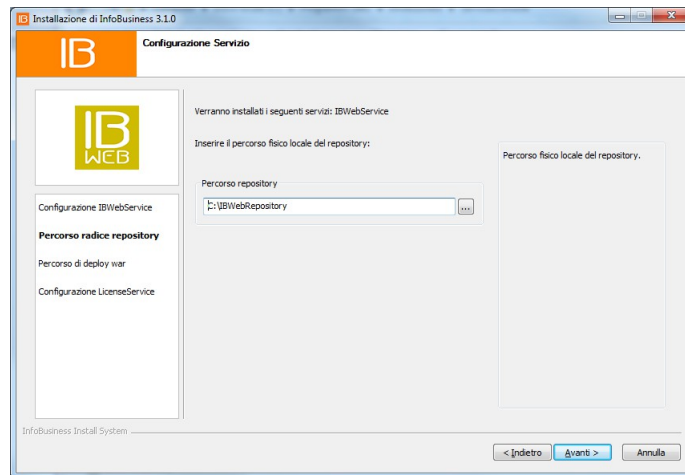 Installazione di InfoBusiness 3.1.0
IB
Configurazione Servizio
IB
WEB
Configurazione IBWebService
Percorso radice repository
Percorso di deploy war
Configurazione LicenseService
Verranno installati i seguenti servizi: IBWebService
Inserire il percorso fisico locale del repository:
Percorso repository
C:\IBWebRepository
...
Percorso fisico locale del repository.
InfoBusiness Install System
< Indietro
Avanti >
Annulla